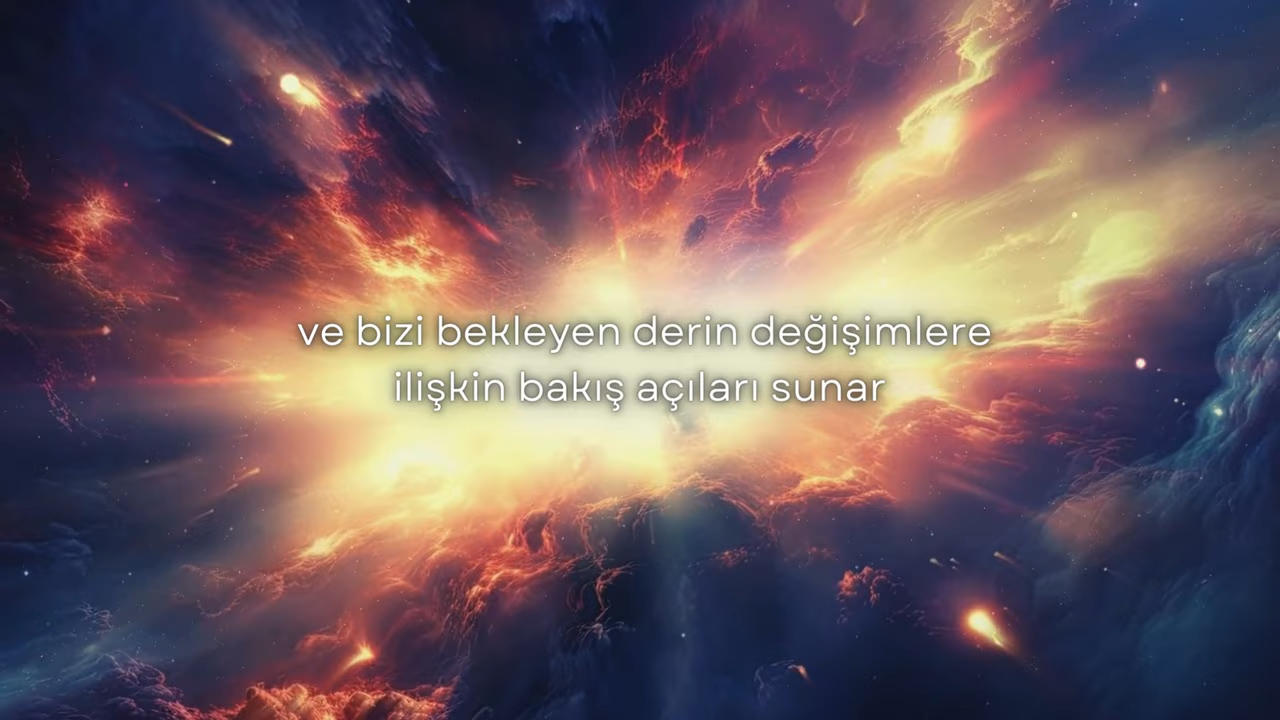 ve bizi bekleyen derin değişimlere
ilişkin bakış açıları sunar